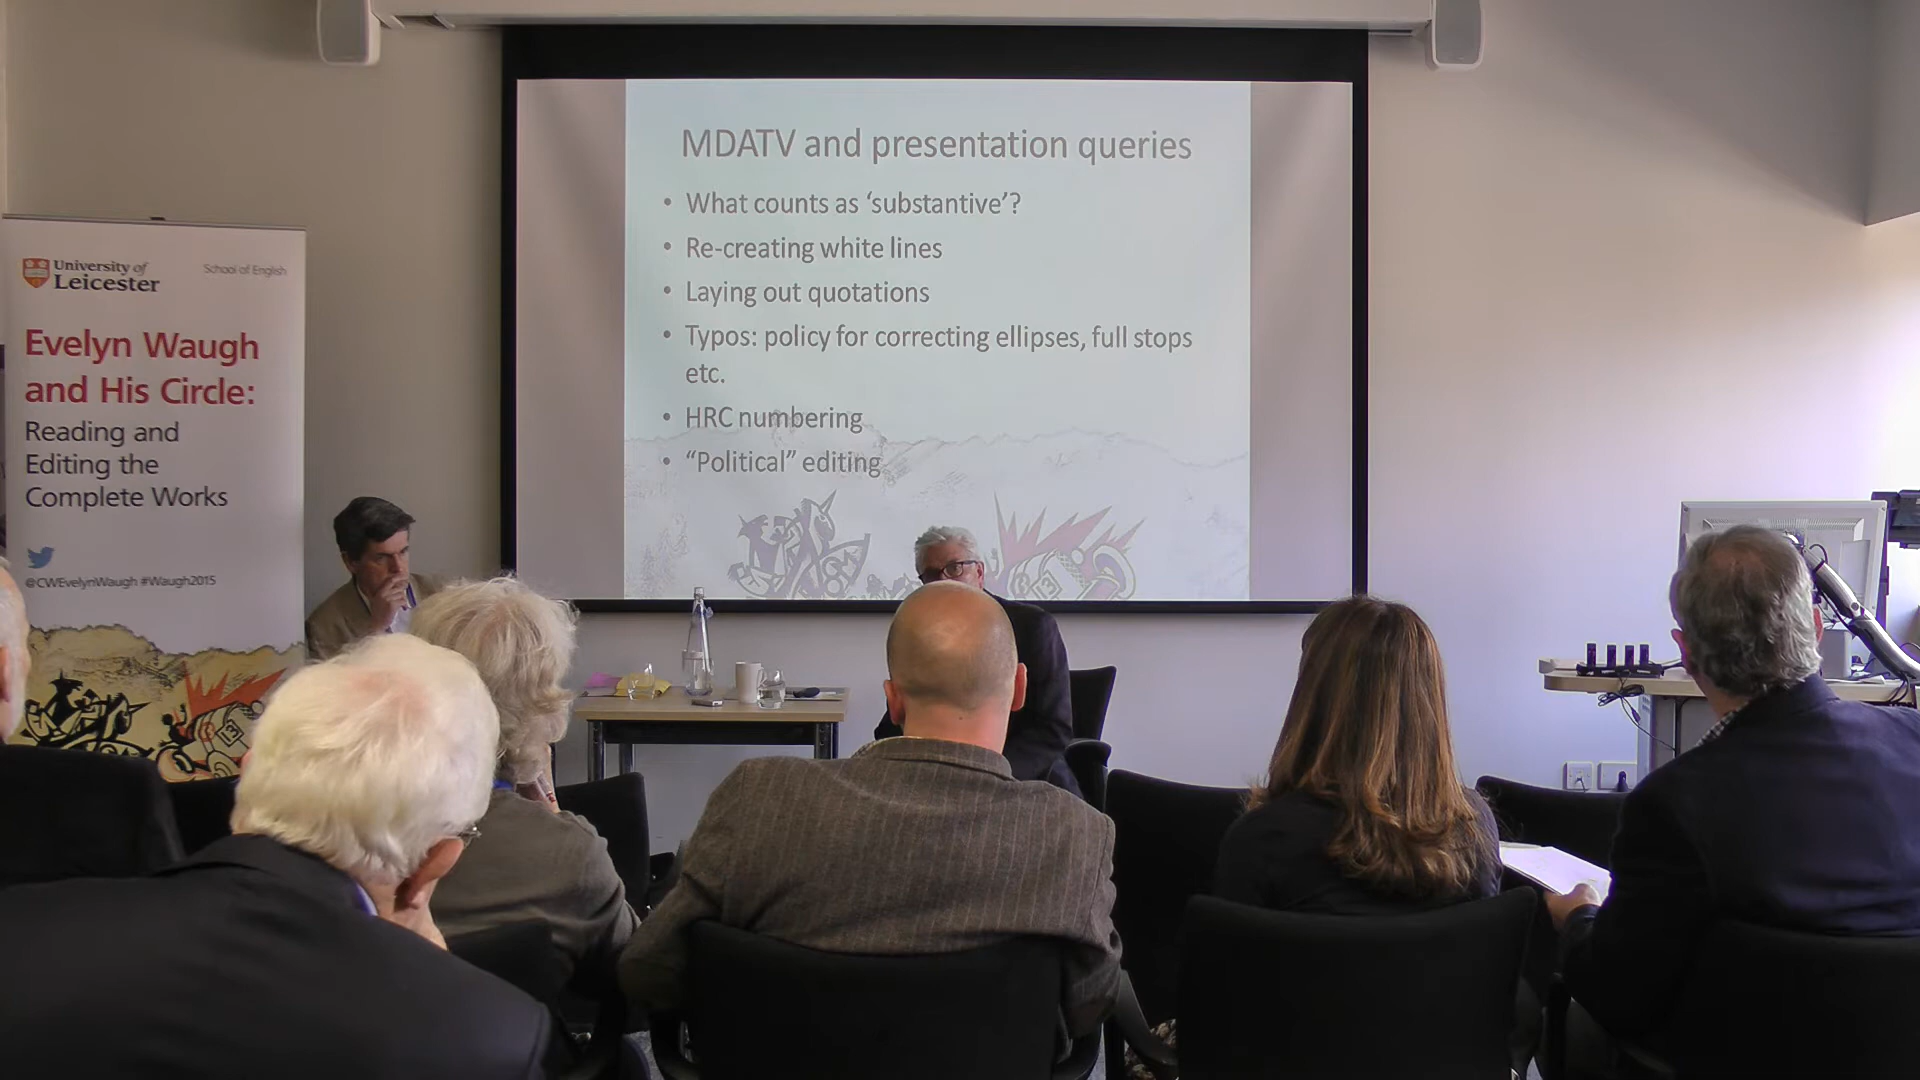 University of
Leicester
School of English
Evelyn Waugh
and His Circle:
Reading and
Editing the
Complete Works
@CWEvelynWaugh #Waugh2015
13
MDATV and presentation queries
• What counts as ‘substantive’?
• Re-creating white lines
• Laying out quotations
• Typos: policy for correcting ellipses, full stops
etc.
• HRC numbering
• “Political” editing
13